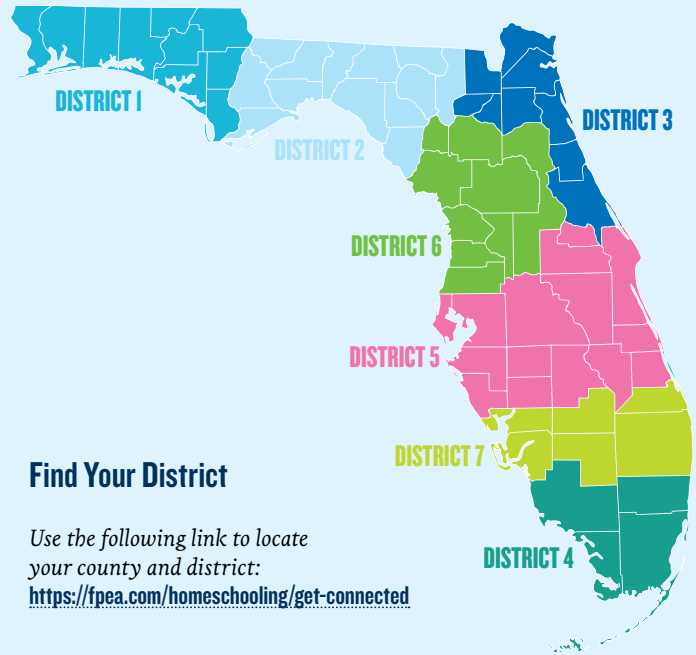 DISTRICT 1
DISTRICT 3
DISTRICT 2
DISTRICT 6
DISTRICT 5
DISTRICT 7
Find Your District
Use the following link to locate
your county and district:
https://fpea.com/homeschooling/get-connected
DISTRICT 4